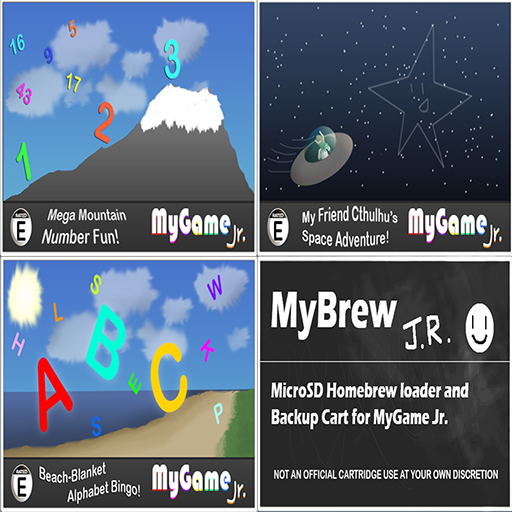 16
9
5
3
43
17
2
1
RATED
E
Mega Mountain
Number Fun!
MyGame Jr.
RATED
E
My Friend Cthulhu's
Space Adventure!
MyGame Jr.
S
W
L
H
B
K
A
E
C
S
P
RATED
E
Beach-Blanket
Alphabet Bingo!
MyGame Jr.
MyBrew J.R.
MicroSD Homebrew loader and
Backup Cart for MyGame Jr.
NOT AN OFFICIAL CARTRIDGE USE AT YOUR OWN DISCRETION